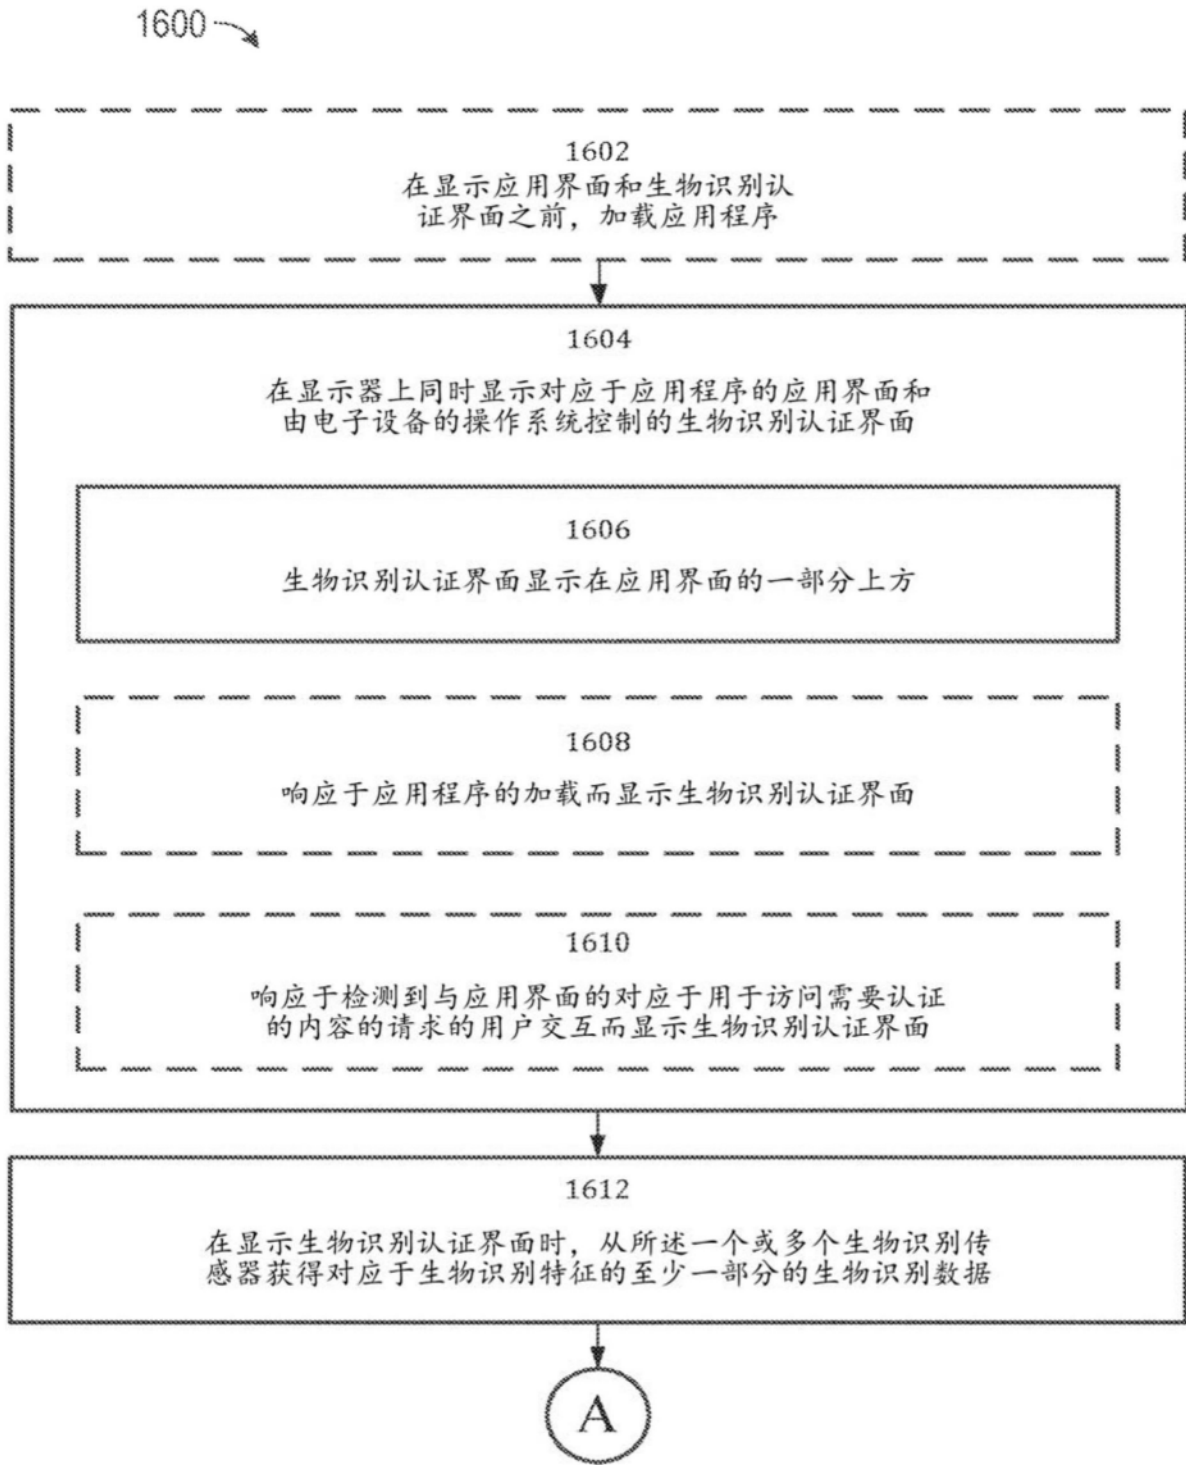 1600
1602
在显示应用界面和生物识别认
证界面之前，加载应用程序
1604
在显示器上同时显示对应于应用程序的应用界面和
由电子设备的操作系统控制的生物识别认证界面
1606
生物识别认证界面显示在应用界面的一部分上方
1608
响应于应用程序的加载而显示生物识别认证界面
1610
响应于检测到与应用界面的对应于用于访问需要认证
的内容的请求的用户交互而显示生物识别认证界面
1612
在显示生物识别认证界面时，从所述一个或多个生物识别传
感器获得对应于生物识别特征的至少一部分的生物识别数据
A